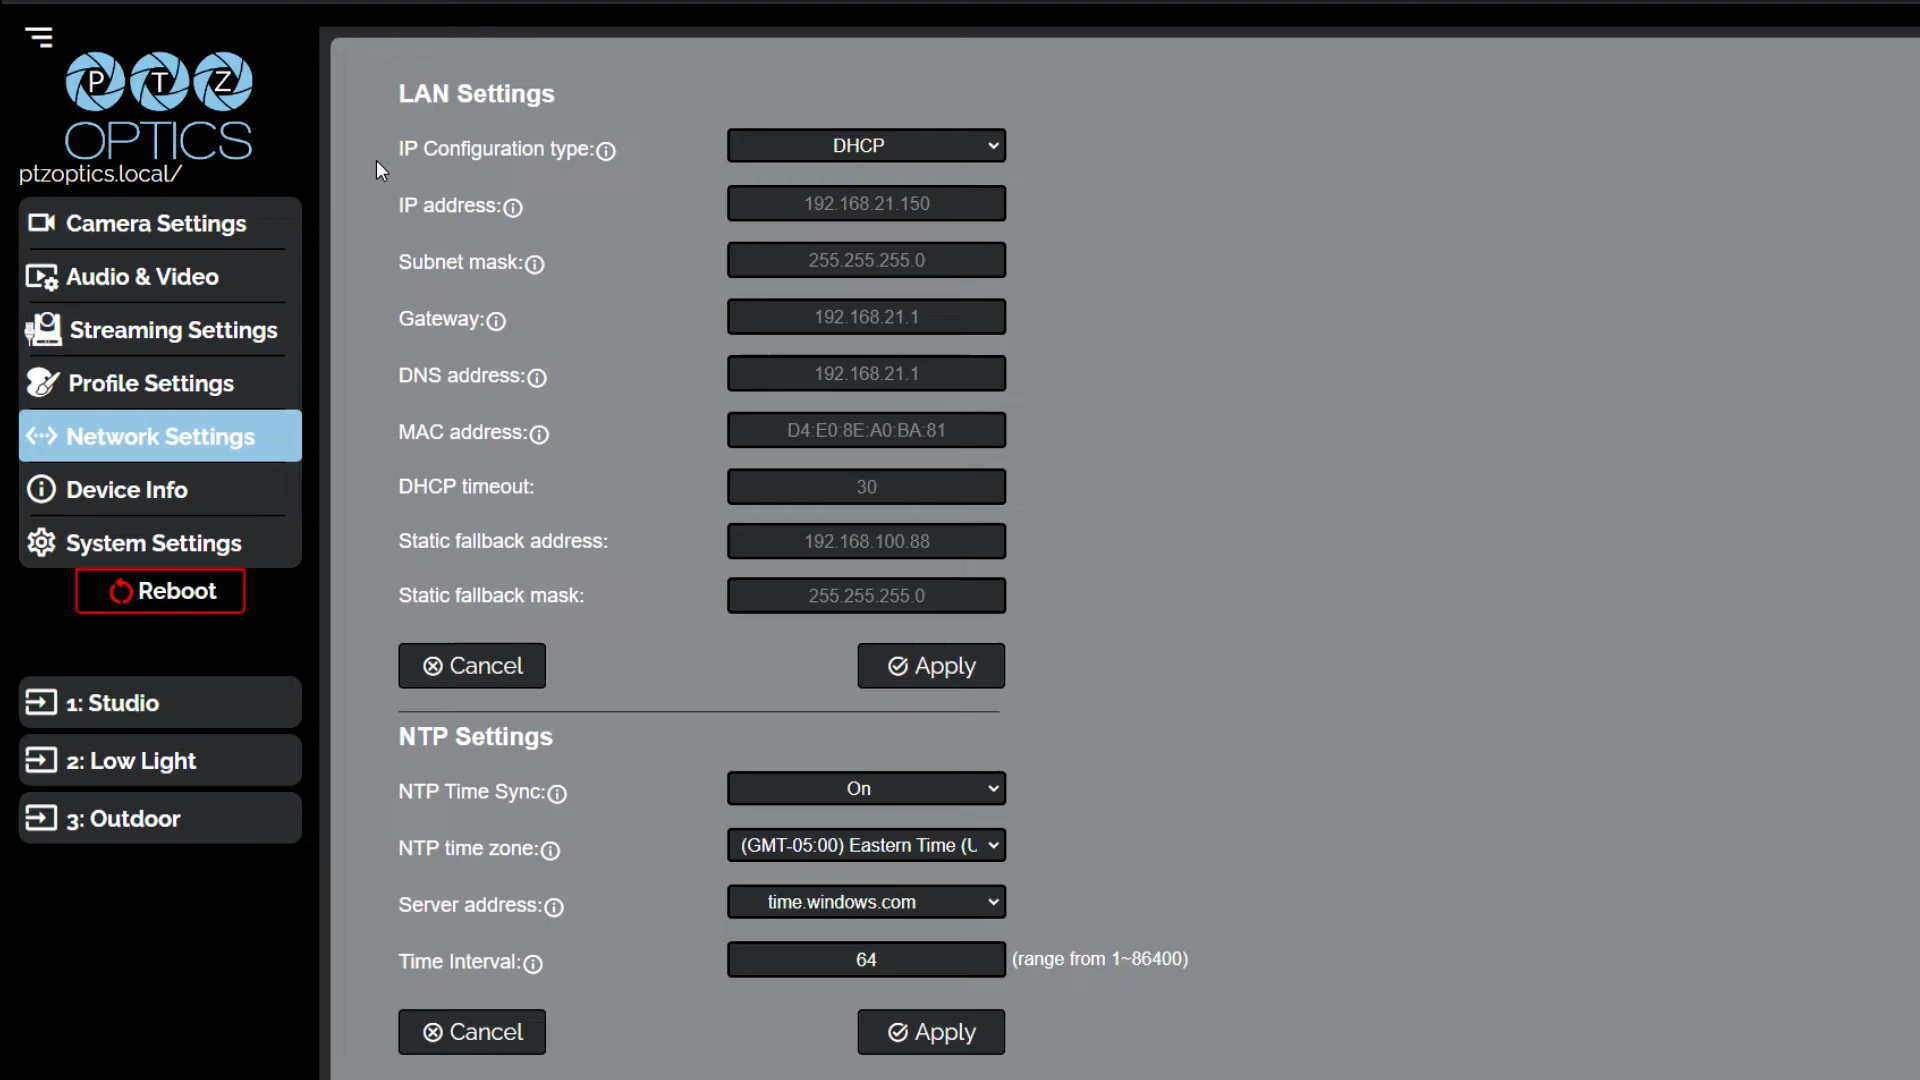 PTZ
OPTICS
ptzoptics.local/
Camera Settings
Audio & Video
Streaming Settings
Profile Settings
Network Settings
Device Info
System Settings
Reboot
1: Studio
2: Low Light
3: Outdoor
LAN Settings
IP Configuration type: DHCP
IP address: 192.168.21.150
Subnet mask: 255.255.255.0
Gateway: 192.168.21.1
DNS address: 192.168.21.1
MAC address: D4:E0:8E:A0:BA:81
DHCP timeout: 30
Static fallback address: 192.168.100.88
Static fallback mask: 255.255.255.0
Cancel Apply
NTP Settings
NTP Time Sync: On
NTP time zone: (GMT-05:00) Eastern Time (U
Server address: time.windows.com
Time Interval: 64 (range from 1~86400)
Cancel Apply